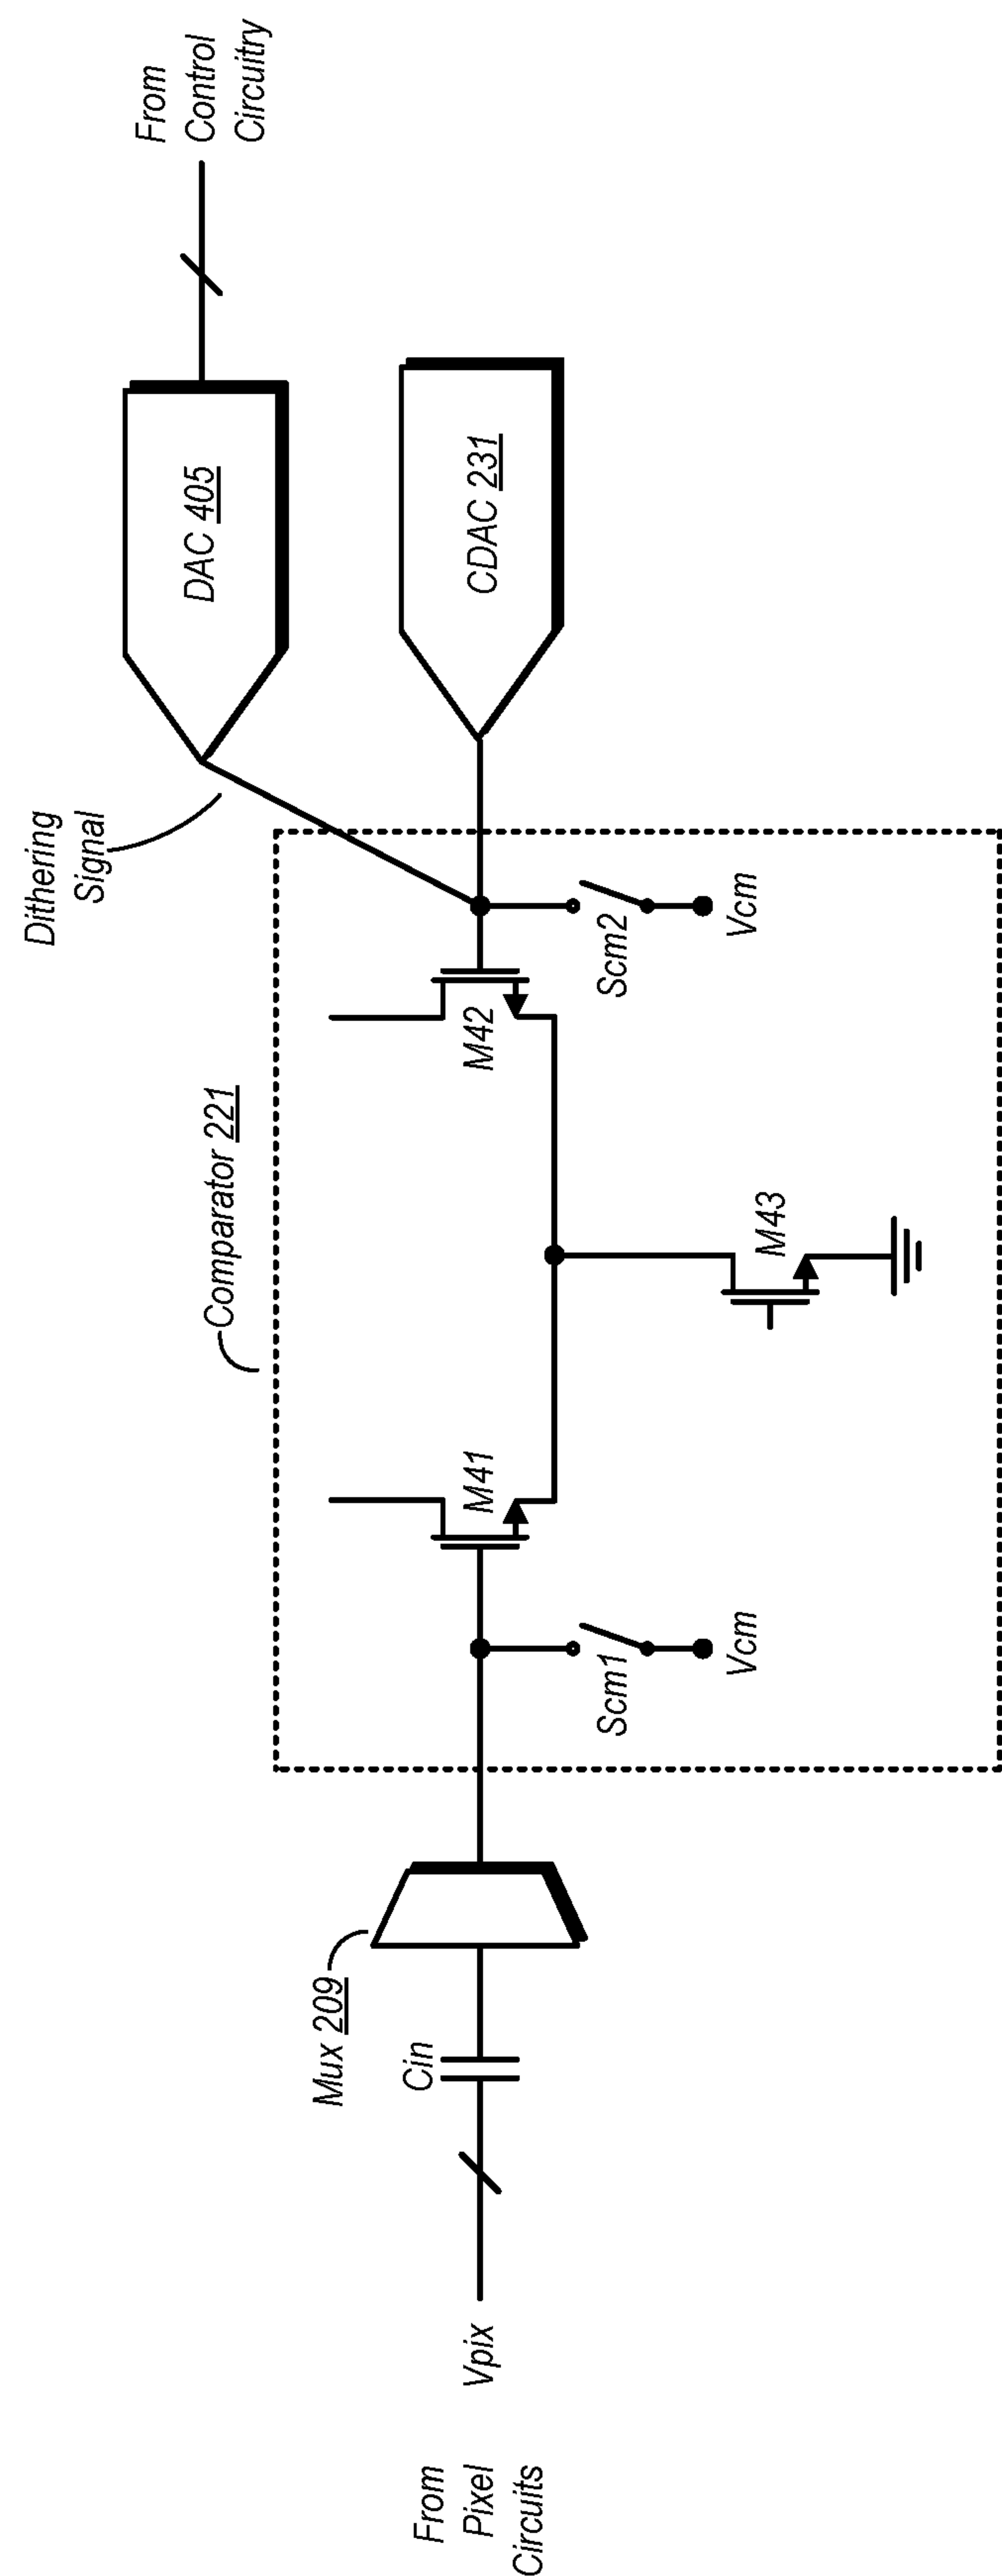 From
Control
Circuitry
DAC 405
CDAC 231
Dithering
Signal
Comparator 221
M42
Scm2
Vcm
M43
M41
Scm1
Vcm
Mux 209
Cin
Vpix
From
Pixel
Circuits